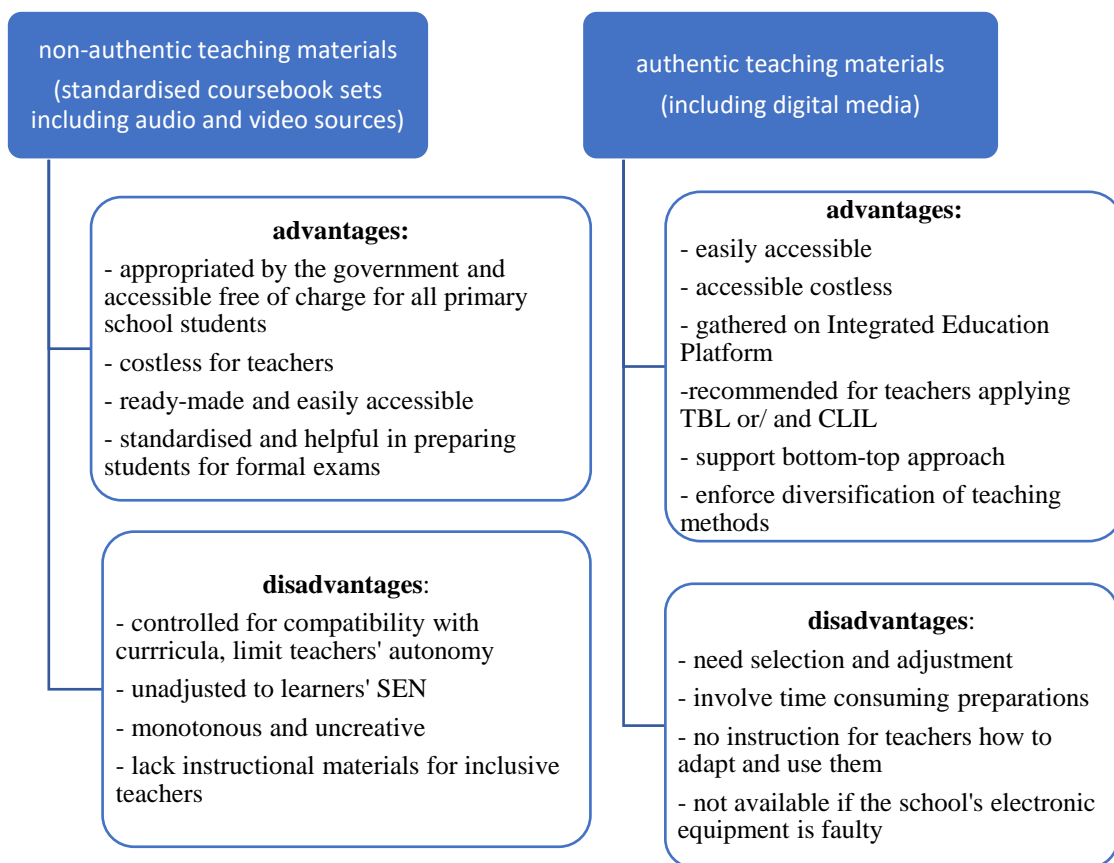 non-authentic teaching materials
(standardised coursebook sets
including audio and video sources)
advantages:
- appropriated by the government and
accessible free of charge for all primary
school students
- costless for teachers
- ready-made and easily accessible
- standardised and helpful in preparing
students for formal exams
disadvantages:
- controlled for compatibility with
currricula, limit teachers' autonomy
- unadjusted to learners' SEN
- monotonous and uncreative
- lack instructional materials for inclusive
teachers
authentic teaching materials
(including digital media)
advantages:
- easily accessible
- accessible costless
- gathered on Integrated Education
Platform
-recommended for teachers applying
TBL or/ and CLIL
- support bottom-top approach
- enforce diversification of teaching
methods
disadvantages:
- need selection and adjustment
- involve time consuming preparations
- no instruction for teachers how to
adapt and use them
- not available if the school's electronic
equipment is faulty